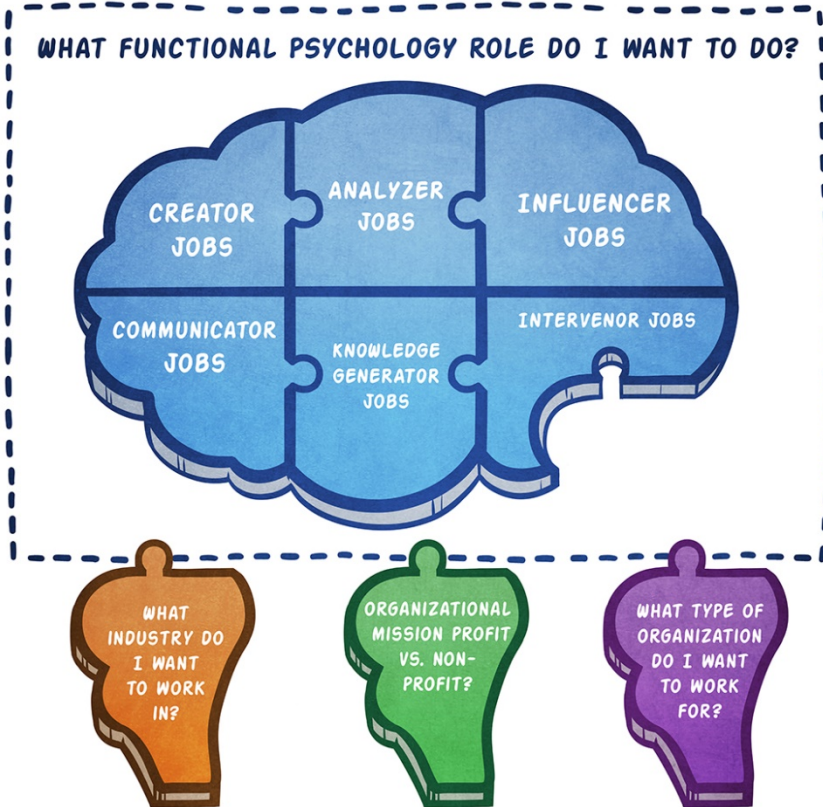 WHAT FUNCTIONAL PSYCHOLOGY ROLE DO I WANT TO DO?
CREATOR
JOBS
ANALYZER
JOBS
INFLUENCER
JOBS
COMMUNICATOR
JOBS
KNOWLEDGE
GENERATOR
JOBS
INTERVENOR JOBS
WHAT
INDUSTRY DO
I WANT
TO WORK
IN?
ORGANIZATIONAL
MISSION PROFIT
VS. NON-
PROFIT?
WHAT TYPE OF
ORGANIZATION
DO I WANT
TO WORK
FOR?